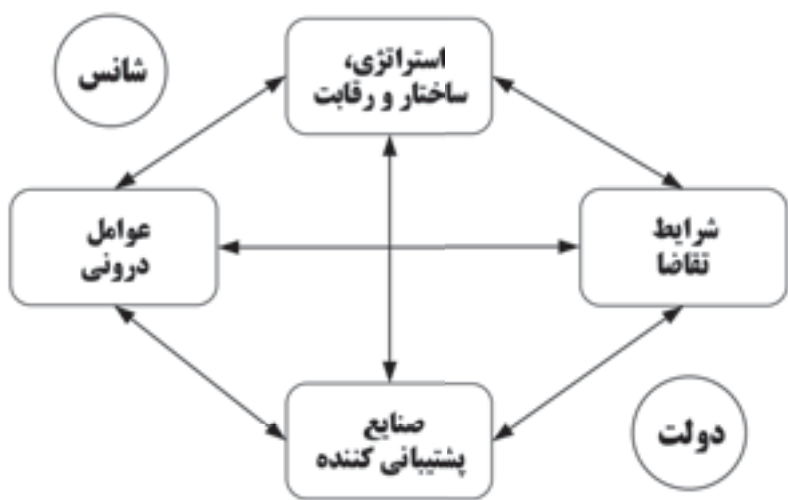 شانس
استراتژی،
ساختار و رقابت
شرایط
تقاضا
عوامل
درونی
صنایع
پشتیبانی کننده
دولت